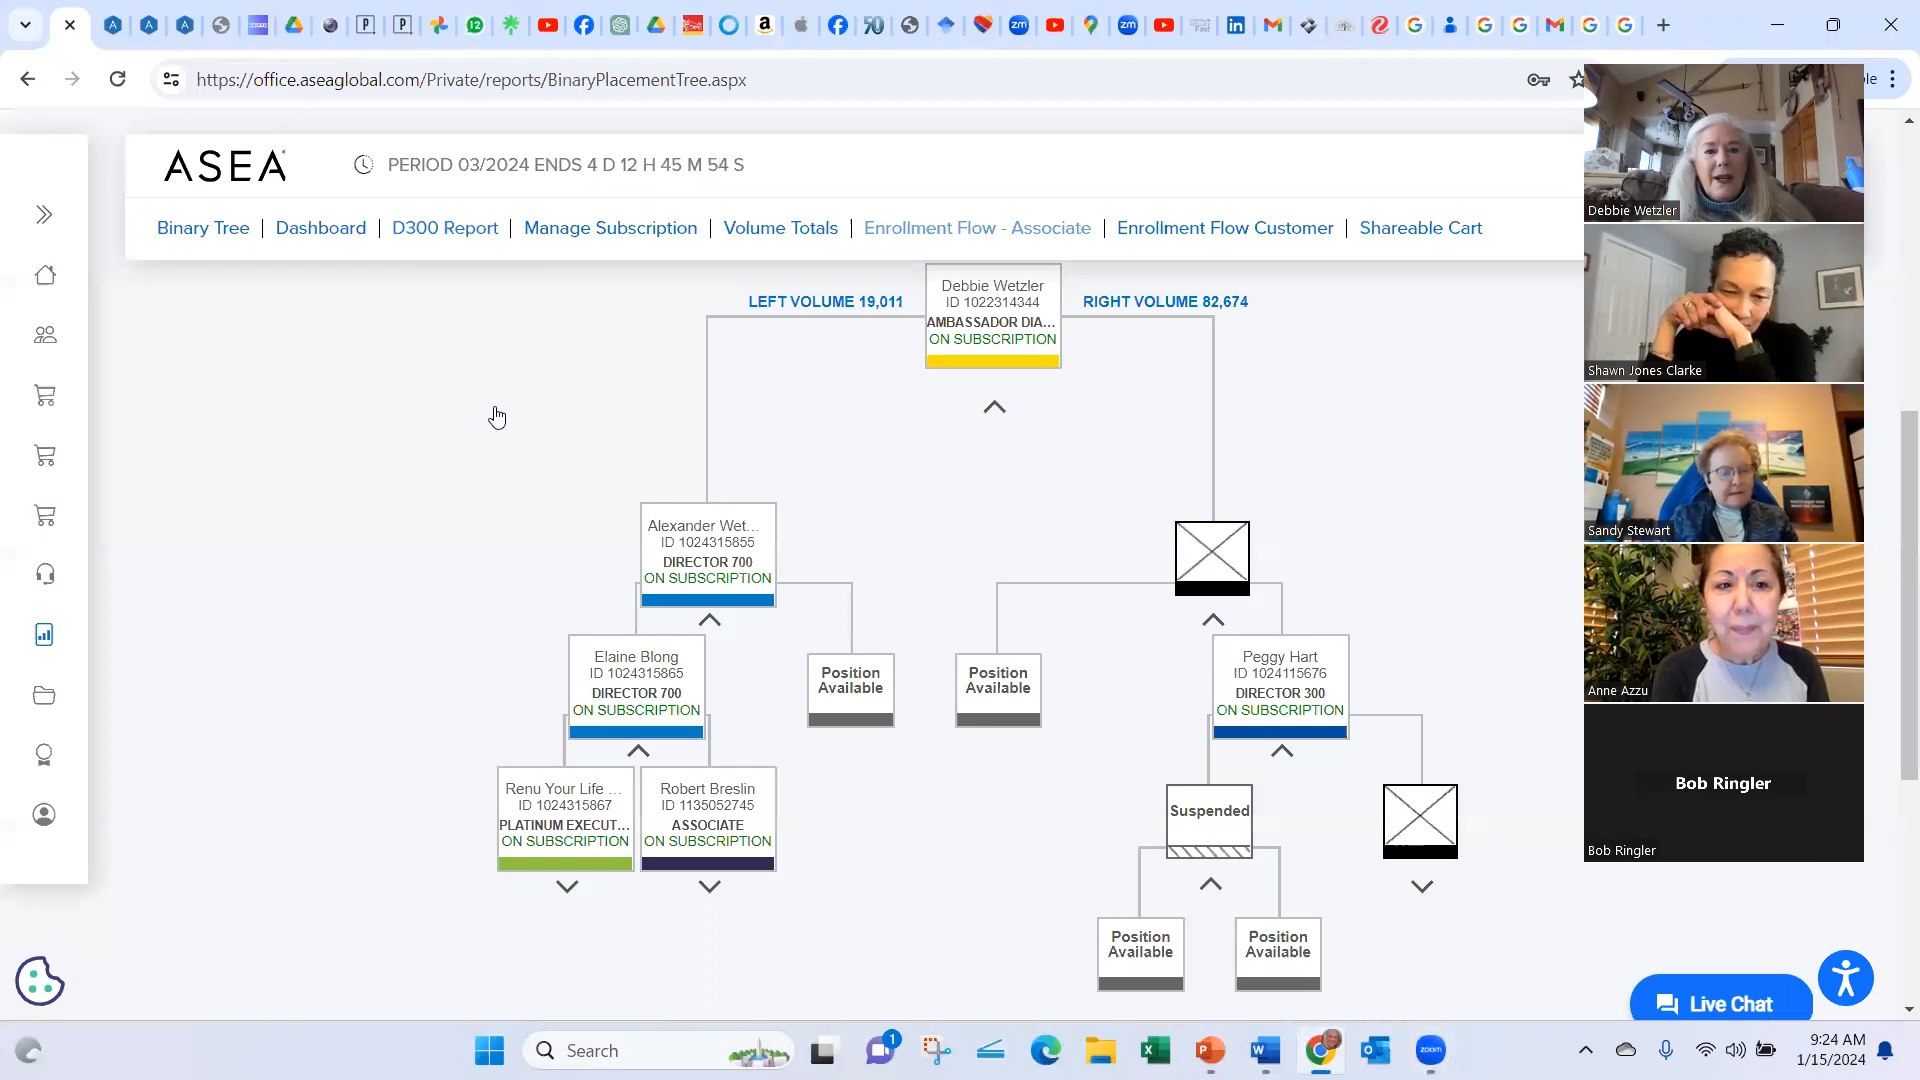 https://office.aseaglobal.com/Private/reports/BinaryPlacementTree.aspx
ASEA
PERIOD 03/2024 ENDS 4 D 12 H 45 M 54 S
Binary Tree | Dashboard | D300 Report | Manage Subscription | Volume Totals | Enrollment Flow - Associate | Enrollment Flow Customer | Shareable Cart
LEFT VOLUME 19,011
Debbie Wetzler
ID 1022314344
AMBASSADOR DIA...
ON SUBSCRIPTION
RIGHT VOLUME 82,674
Alexander Wet...
ID 1024315855
DIRECTOR 700
ON SUBSCRIPTION
Elaine Blong
ID 1024315865
DIRECTOR 700
ON SUBSCRIPTION
Position
Available
Position
Available
Peggy Hart
ID 1024115676
DIRECTOR 300
ON SUBSCRIPTION
Renu Your Life ...
ID 1024315867
PLATINUM EXECUT...
ON SUBSCRIPTION
Robert Breslin
ID 1135052745
ASSOCIATE
ON SUBSCRIPTION
Suspended
Position
Available
Position
Available
Debbie Wetzler
Shawn Jones Clarke
Sandy Stewart
Anne Azzu
Bob Ringler
Bob Ringler
Live Chat
Search
1
zoom
9:24 AM
1/15/2024